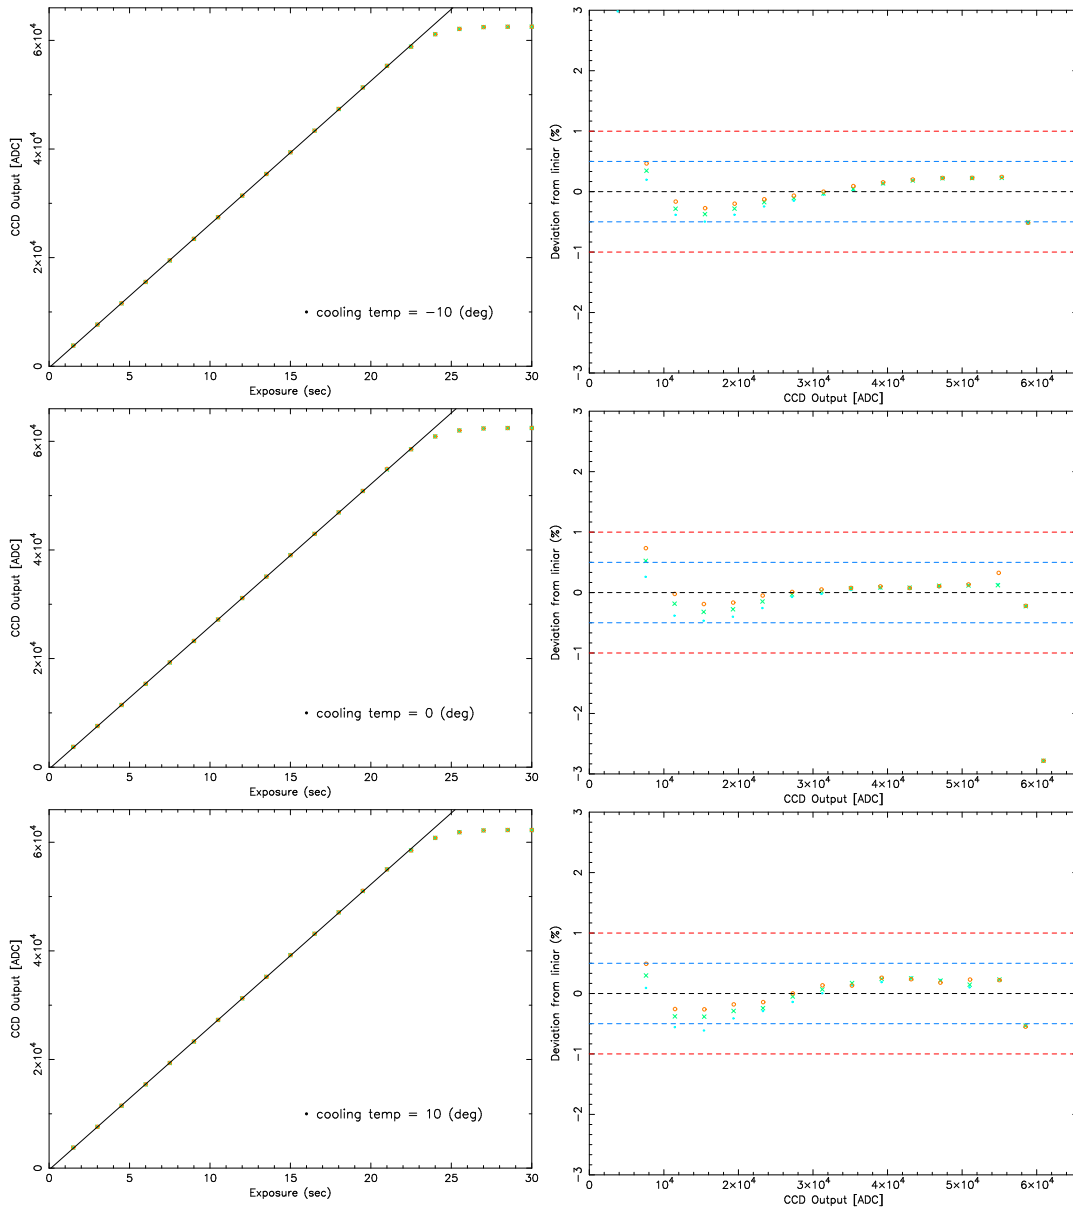 CCD Output [ADC]
6×10⁴
4×10⁴
2×10⁴
0
• cooling temp = −10 (deg)
0 5 10 15 20 25 30
Exposure (sec)
Deviation from liniar (%)
3
2
1
0
−1
−2
−3
0 10⁴ 2×10⁴ 3×10⁴ 4×10⁴ 5×10⁴ 6×10⁴
CCD Output [ADC]
CCD Output [ADC]
6×10⁴
4×10⁴
2×10⁴
0
• cooling temp = 0 (deg)
0 5 10 15 20 25 30
Exposure (sec)
Deviation from liniar (%)
3
2
1
0
−1
−2
−3
0 10⁴ 2×10⁴ 3×10⁴ 4×10⁴ 5×10⁴ 6×10⁴
CCD Output [ADC]
CCD Output [ADC]
6×10⁴
4×10⁴
2×10⁴
0
• cooling temp = 10 (deg)
0 5 10 15 20 25 30
Exposure (sec)
Deviation from liniar (%)
3
2
1
0
−1
−2
−3
0 10⁴ 2×10⁴ 3×10⁴ 4×10⁴ 5×10⁴ 6×10⁴
CCD Output [ADC]